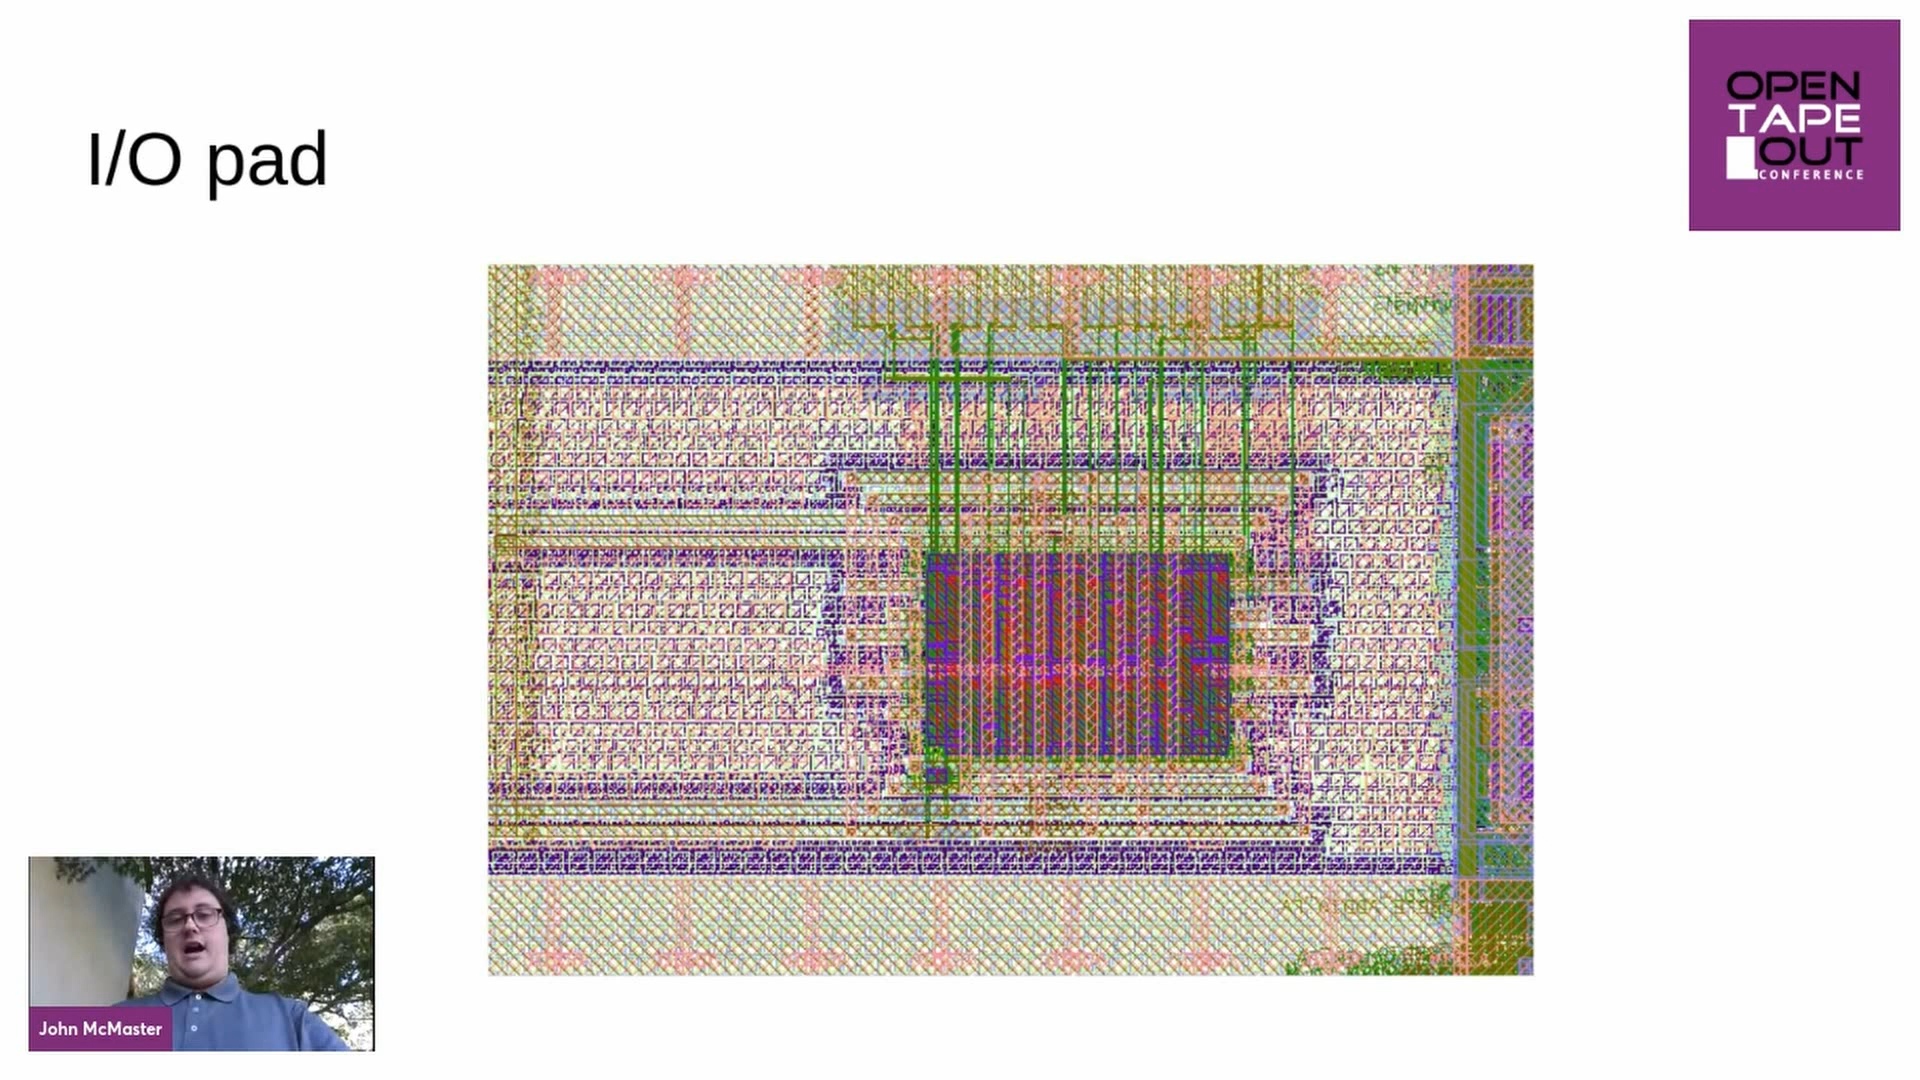 I/O pad
OPEN
TAPE
OUT
CONFERENCE
John McMaster